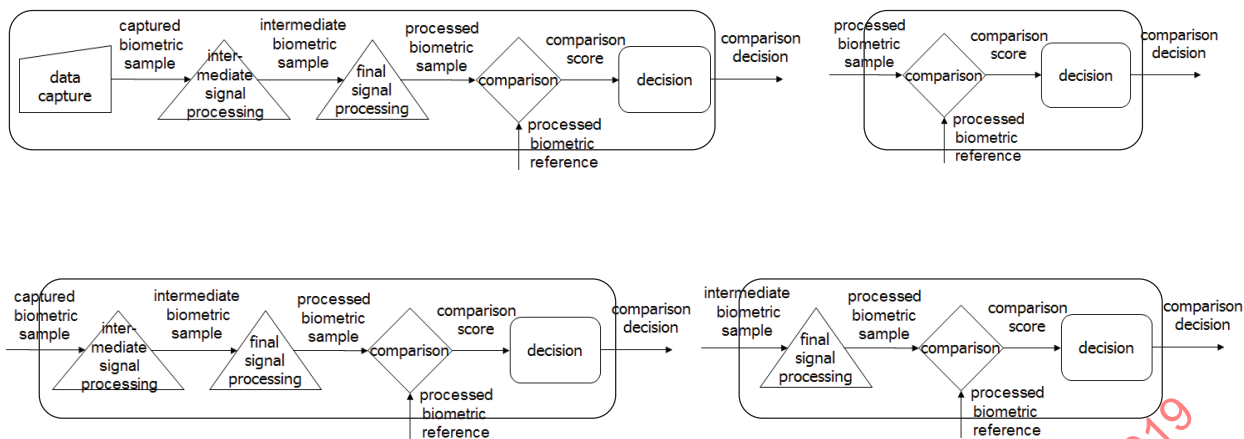 captured
biometric
sample
intermediate
biometric
sample
processed
biometric
sample
comparison
score
comparison
decision
data
capture
inter-
mediate
signal
processing
final
signal
processing
comparison
decision
processed
biometric
reference
processed
biometric
sample
comparison
score
comparison
decision
comparison
decision
processed
biometric
reference
captured
biometric
sample
intermediate
biometric
sample
processed
biometric
sample
comparison
score
comparison
decision
inter-
mediate
signal
processing
final
signal
processing
comparison
decision
processed
biometric
reference
intermediate
biometric
sample
processed
biometric
sample
comparison
score
comparison
decision
final
signal
processing
comparison
decision
processed
biometric
reference